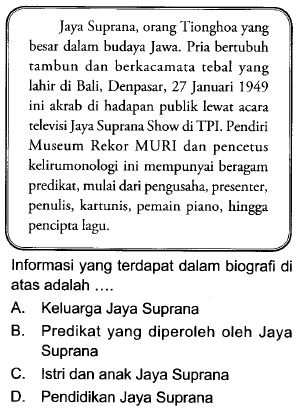 Jaya Suprana, orang Tionghoa yang
besar dalam budaya Jawa. Pria bertubuh
tambun dan berkacamata tebal yang
lahir di Bali, Denpasar, 27 Januari 1949
ini akrab di hadapan publik lewat acara
televisi Jaya Suprana Show di TPI. Pendiri
Museum Rekor MURI dan pencetus
kelirumonologi ini mempunyai beragam
predikat, mulai dari pengusaha, presenter,
penulis, kartunis, pemain piano, hingga
pencipta lagu.
Informasi yang terdapat dalam biografi di
atas adalah ....
A. Keluarga Jaya Suprana
B. Predikat yang diperoleh oleh Jaya
Suprana
C. Istri dan anak Jaya Suprana
D. Pendidikan Jaya Suprana